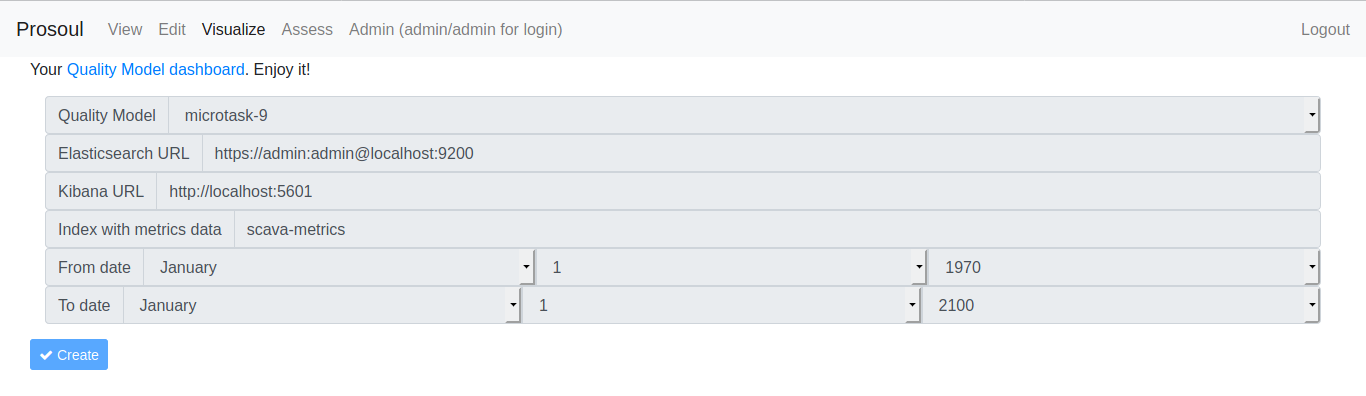 Prosoul View Edit Visualize Assess Admin (admin/admin for login) Logout
Your Quality Model dashboard. Enjoy it!
Quality Model microtask-9
Elasticsearch URL https://admin:admin@localhost:9200
Kibana URL http://localhost:5601
Index with metrics data scava-metrics
From date January 1 1970
To date January 1 2100
Create